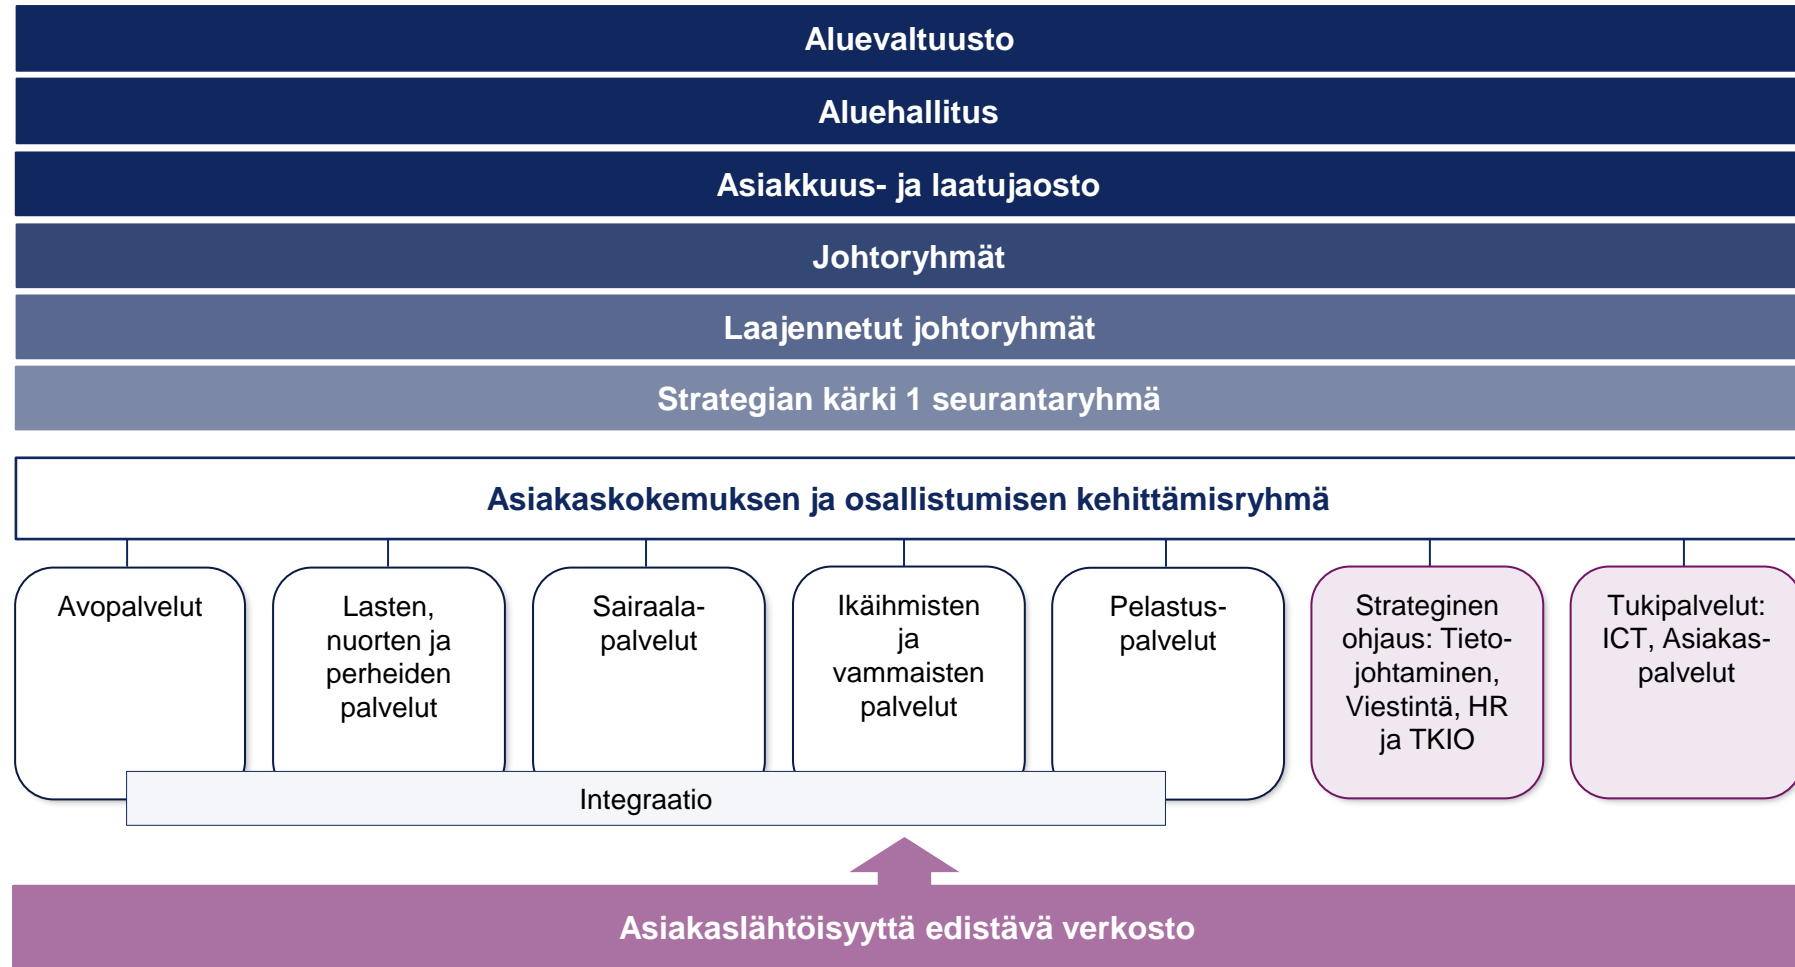 Aluevaltuusto
Aluehallitus
Asiakkuus- ja laatujaosto
Johtoryhmät
Laajennetut johtoryhmät
Strategian kärki 1 seurantaryhmä
Asiakaskokemuksen ja osallistumisen kehittämisryhmä
Avopalvelut
Lasten,
nuorten ja
perheiden
palvelut
Sairaala-
palvelut
Ikäihmisten
ja
vammaisten
palvelut
Pelastus-
palvelut
Strateginen
ohjaus: Tieto-
johtaminen,
Viestintä, HR
ja TKIO
Tukipalvelut:
ICT, Asiakas-
palvelut
Integraatio
Asiakaslähtöisyyttä edistävä verkosto